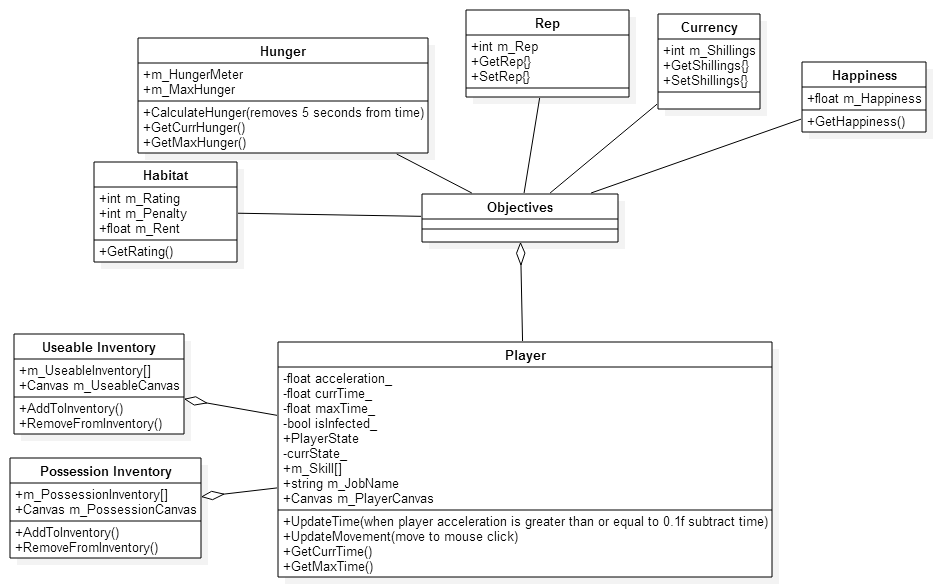 Hunger
+m_HungerMeter
+m_MaxHunger
+CalculateHunger(removes 5 seconds from time)
+GetCurrHunger()
+GetMaxHunger()
Rep
+int m_Rep
+GetRep{}
+SetRep{}
Currency
+int m_Shillings
+GetShillings{}
+SetShillings{}
Happiness
+float m_Happiness
+GetHappiness()
Habitat
+int m_Rating
+int m_Penalty
+float m_Rent
+GetRating()
Objectives
Useable Inventory
+m_UseableInventory[]
+Canvas m_UseableCanvas
+AddToInventory()
+RemoveFromInventory()
Possession Inventory
+m_PossessionInventory[]
+Canvas m_PossessionCanvas
+AddToInventory()
+RemoveFromInventory()
Player
-float acceleration_
-float currTime_
-float maxTime_
-bool isInfected_
+PlayerState
-currState_
+m_Skill[]
+string m_JobName
+Canvas m_PlayerCanvas
+UpdateTime(when player acceleration is greater than or equal to 0.1f subtract time)
+UpdateMovement(move to mouse click)
+GetCurrTime()
+GetMaxTime()